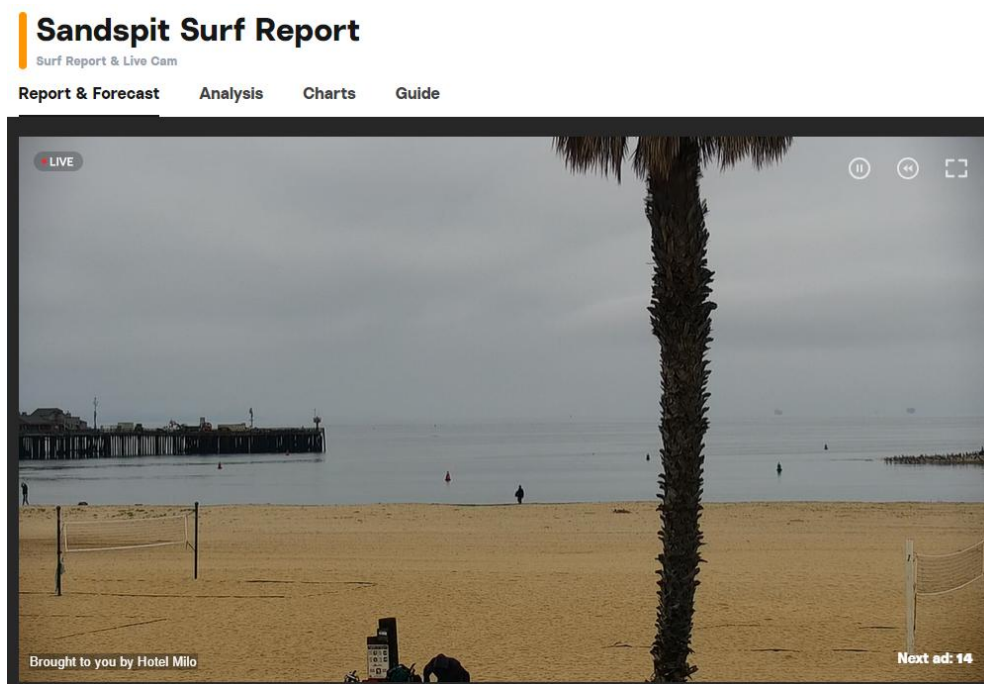 Sandspit Surf Report
Surf Report & Live Cam
Report & Forecast Analysis Charts Guide
LIVE
Brought to you by Hotel Milo
Next ad: 14